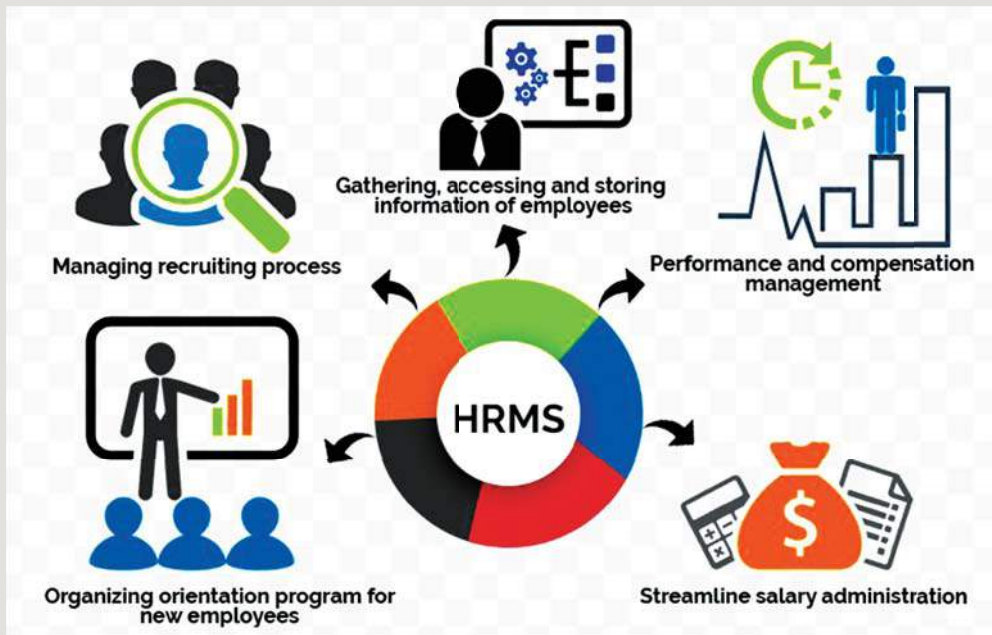 Gathering, accessing and storing
information of employees
Managing recruiting process
Performance and compensation
management
HRMS
$
Organizing orientation program for
new employees
Streamline salary administration